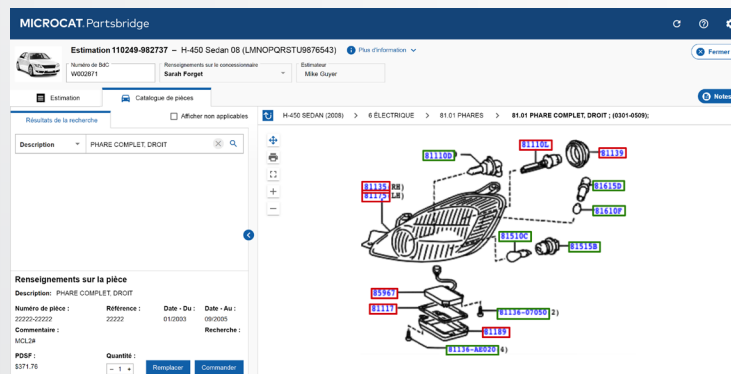 MICROCAT. Partsbridge
Estimation 110249-982737 – H-450 Sedan 08 (LMNOPQRSTU9876543) Plus d'information
Fermer
Numéro de BdC
W002871
Renseignements sur le concessionnaire
Sarah Forget
Estimateur
Mike Guyer
Estimation
Catalogue de pièces
Notes
Résultats de la recherche
Afficher non applicables
H-450 SEDAN (2008) > 6 ÉLECTRIQUE > 81.01 PHARES > 81.01 PHARE COMPLET, DROIT ; (0301-0509);
Description
PHARE COMPLET, DROIT
81110D
81110L
81139
81135(RH)
81175(LH)
81615D
81610F
81510C
81515B
85967
81117
81136-07050 2)
81189
81136-AE020 4)
Renseignements sur la pièce
Description: PHARE COMPLET, DROIT
Numéro de pièce : Référence : Date - Du : Date - Au :
22222-22222 22222 01/2003 09/2005
Commentaire : Recherche :
MCL2#
PDSF : Quantité :
$371.76 – 1 + Remplacer Commander